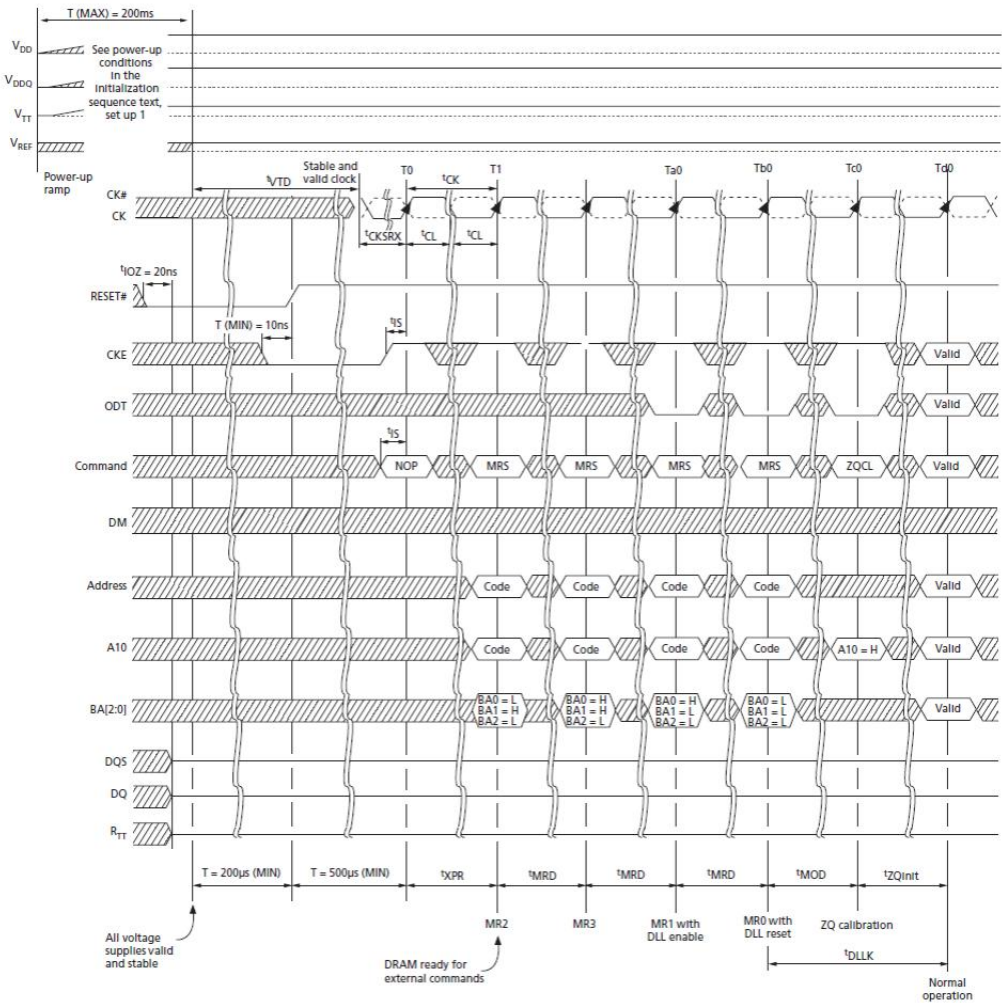 T (MAX) = 200ms
VDD
See power-up
conditions
in the
initialization
sequence text,
set up 1
VDDQ
VTT
VREF
Power-up
ramp
tVTD
Stable and
valid clock
T0
tCK
T1
Ta0
Tb0
Tc0
Td0
CK#
CK
tCKSRX
tCL
tCL
tIOZ = 20ns
RESET#
T (MIN) = 10ns
tIS
CKE
Valid
ODT
Valid
tIS
Command
NOP
MRS
MRS
MRS
MRS
ZQCL
Valid
DM
Address
Code
Code
Code
Code
Valid
A10
Code
Code
Code
Code
A10 = H
Valid
BA[2:0]
BA0 = L
BA1 = H
BA2 = L
BA0 = H
BA1 = H
BA2 = L
BA0 = H
BA1 = L
BA2 = L
BA0 = L
BA1 = L
BA2 = L
Valid
DQS
DQ
RTT
T = 200μs (MIN)
T = 500μs (MIN)
tXPR
tMRD
tMRD
tMRD
tMOD
tZQinit
MR2
MR3
MR1 with
DLL enable
MR0 with
DLL reset
ZQ calibration
All voltage
supplies valid
and stable
DRAM ready for
external commands
tDLLK
Normal
operation